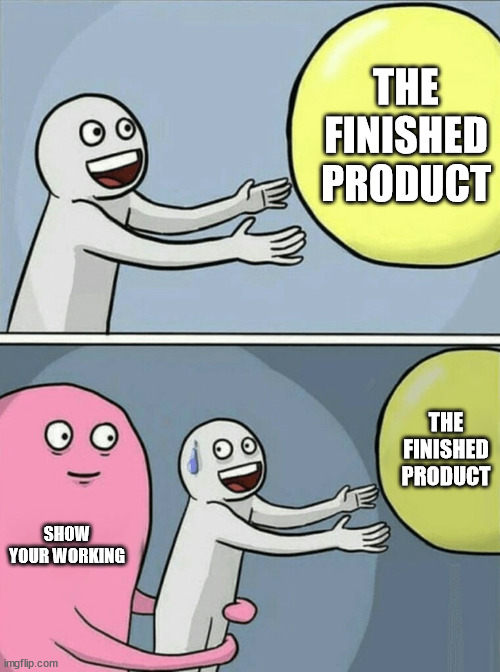 THE
FINISHED
PRODUCT
THE
FINISHED
PRODUCT
SHOW
YOUR WORKING
imgflip.com